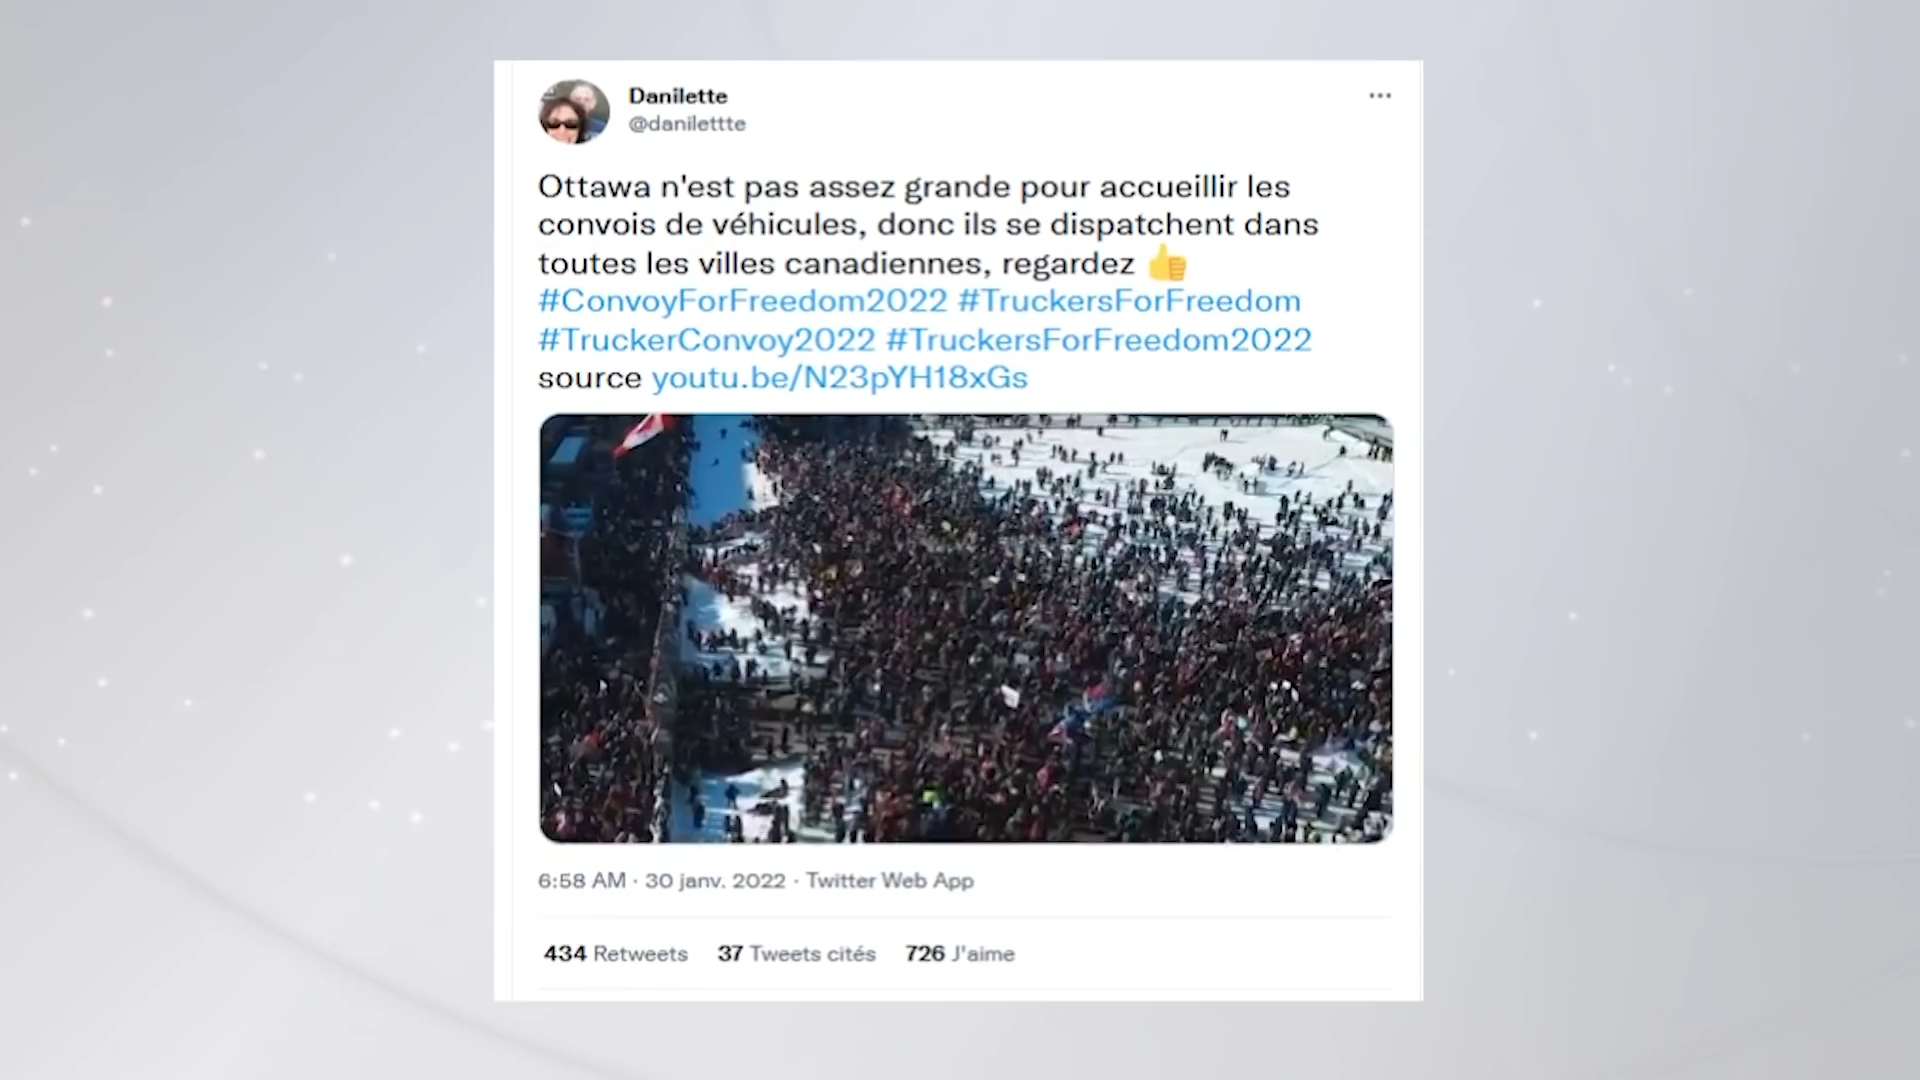 Danilette
@danilettte
Ottawa n'est pas assez grande pour accueillir les
convois de véhicules, donc ils se dispatchent dans
toutes les villes canadiennes, regardez 👍
#ConvoyForFreedom2022 #TruckersForFreedom
#TruckerConvoy2022 #TruckersForFreedom2022
source youtu.be/N23pYH18xGs
6:58 AM · 30 janv. 2022 · Twitter Web App
434 Retweets 37 Tweets cités 726 J'aime